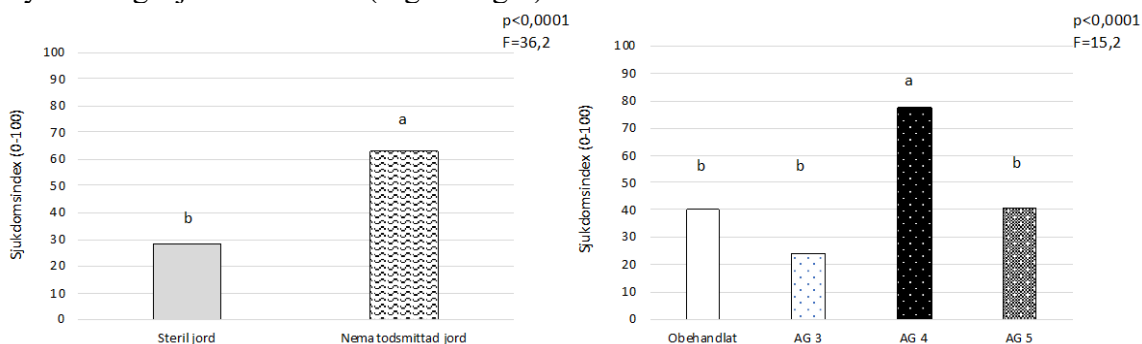 p<0,0001
F=36,2
Sjukdomsindex (0-100)
100
90
80
70
60
50
40
30
20
10
0
b
a
Steril jord
Nematodsmittad jord
p<0,0001
F=15,2
Sjukdomsindex (0-100)
100
90
80
70
60
50
40
30
20
10
0
b
b
a
b
Obehandlat
AG 3
AG 4
AG 5